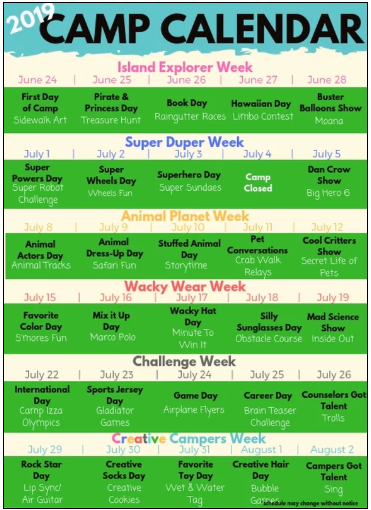 2019
CAMP CALENDAR
Island Explorer Week
June 24 | June 25 | June 26 | June 27 | June 28
First Day of Camp
Sidewalk Art
Pirate & Princess Day
Treasure Hunt
Book Day
Raingutter Races
Hawaiian Day
Limbo Contest
Buster Balloons Show
Moana
Super Duper Week
July 1 | July 2 | July 3 | July 4 | July 5
Super Powers Day
Super Robot Challenge
Super Wheels Day
Wheels Fun
Superhero Day
Super Sundaes
Camp Closed
Dan Crow Show
Big Hero 6
Animal Planet Week
July 8 | July 9 | July 10 | July 11 | July 12
Animal Actors Day
Animal Tracks
Animal Dress-Up Day
Safari Fun
Stuffed Animal Day
Storytime
Pet Conversations
Crab Walk Relays
Cool Critters Show
Secret Life of Pets
Wacky Wear Week
July 15 | July 16 | July 17 | July 18 | July 19
Favorite Color Day
S'mores Fun
Mix it Up Day
Marco Polo
Wacky Hat Day
Minute To Win It
Silly Sunglasses Day
Obstacle Course
Mad Science Show
Inside Out
Challenge Week
July 22 | July 23 | July 24 | July 25 | July 26
International Day
Camp Izza Olympics
Sports Jersey Day
Gladiator Games
Game Day
Airplane Flyers
Career Day
Brain Teaser Challenge
Counselors Got Talent
Trolls
Creative Campers Week
July 29 | July 30 | July 31 | August 1 | August 2
Rock Star Day
Lip Sync/ Air Guitar
Creative Socks Day
Creative Cookies
Favorite Toy Day
Wet & Water Tag
Creative Hair Day
Bubble Games
Campers Got Talent
Sing
schedule may change without notice